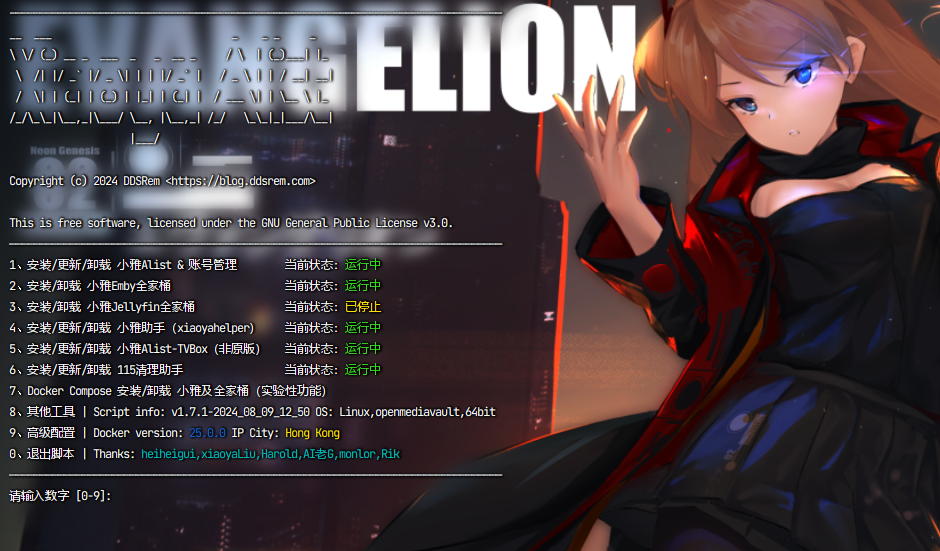 EVANGELION
Neon Genesis
02
Copyright (c) 2024 DDSRem <https://blog.ddsrem.com>
This is free software, licensed under the GNU General Public License v3.0.
1、安装/更新/卸载 小雅Alist & 账号管理 当前状态: 运行中
2、安装/卸载 小雅Emby全家桶 当前状态: 运行中
3、安装/卸载 小雅Jellyfin全家桶 当前状态: 已停止
4、安装/更新/卸载 小雅助手 (xiaoyahelper) 当前状态: 运行中
5、安装/更新/卸载 小雅Alist-TVBox (非原版) 当前状态: 运行中
6、安装/更新/卸载 115清理助手 当前状态: 运行中
7、Docker Compose 安装/卸载 小雅及全家桶 (实验性功能)
8、其他工具 | Script info: v1.7.1-2024_08_09_12_50 OS: Linux,openmediavault,64bit
9、高级配置 | Docker version: 25.0.0 IP City: Hong Kong
0、退出脚本 | Thanks: heiheigui,xiaoyaLiu,Harold,AI老G,monlor,Rik
请输入数字 [0-9]: